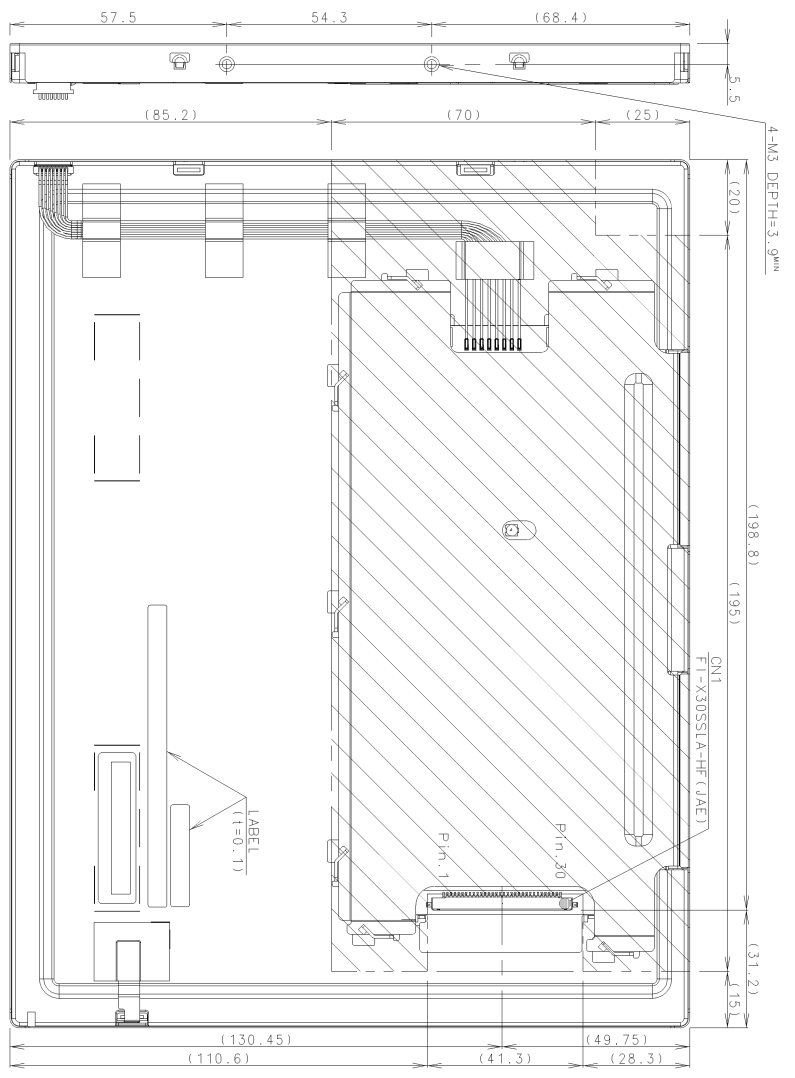 57.5
54.3
(68.4)
5.5
4-M3 DEPTH=3.9MIN
(85.2)
(70)
(25)
(20)
(198.8)
(195)
CN1
FI-X30SSLA-HF(JAE)
LABEL
(t=0.1)
Pin.1
Pin.30
(31.2)
(15)
(130.45)
(49.75)
(110.6)
(41.3)
(28.3)